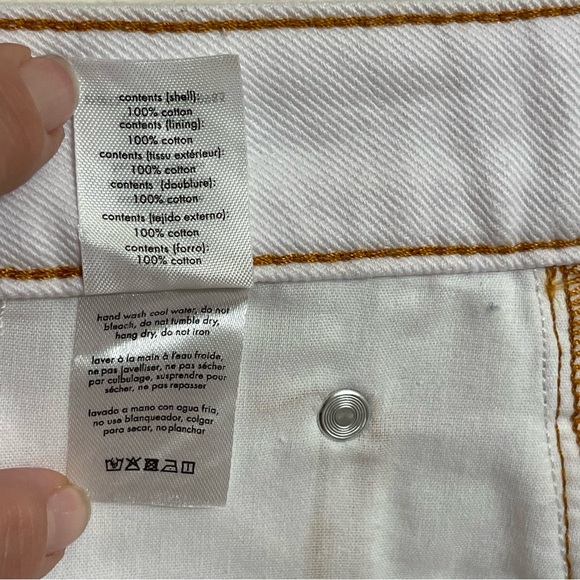 contents (shell):
100% cotton
contents (lining):
100% cotton
contents (tissu extérieur):
100% cotton
contents (doublure):
100% cotton
contents (tejido externo):
100% cotton
contents (forro):
100% cotton
hand wash cool water, do not
bleach, do not tumble dry,
hang dry, do not iron
laver à la main à l'eau froide,
ne pas javelliser, ne pas sécher
par culbulage, suspendre pour
sécher, ne pas repasser
lavado a mano con agua fria,
no use blanqueador, colgar
para secar, no planchar